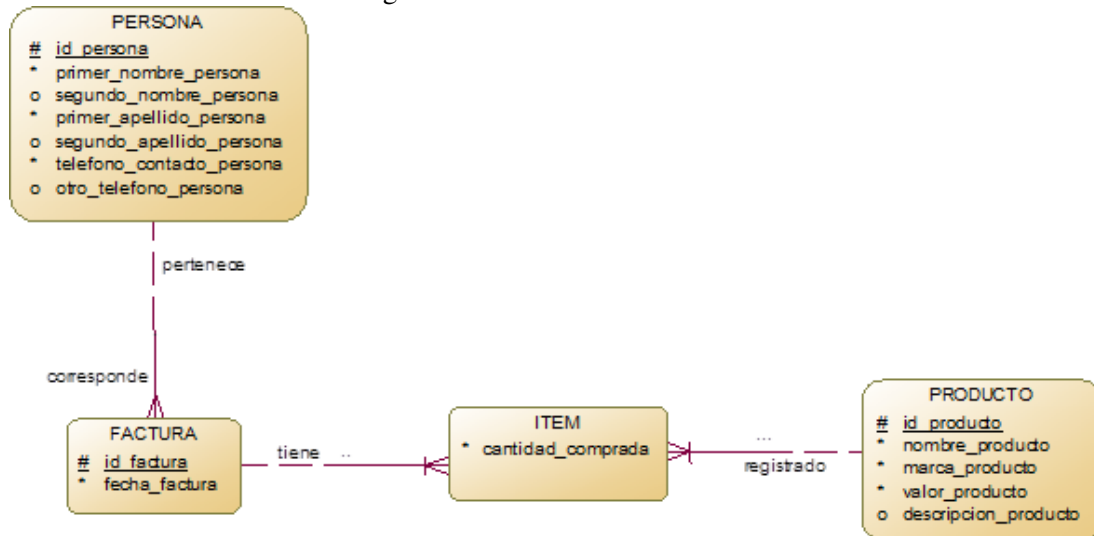 PERSONA
# id_persona
* primer_nombre_persona
o segundo_nombre_persona
* primer_apellido_persona
o segundo_apellido_persona
* telefono_contacto_persona
o otro_telefono_persona
pertenece
corresponde
FACTURA
# id_factura
* fecha_factura
tiene ..
ITEM
* cantidad_comprada
...
registrado
PRODUCTO
# id_producto
* nombre_producto
* marca_producto
* valor_producto
o descripcion_producto